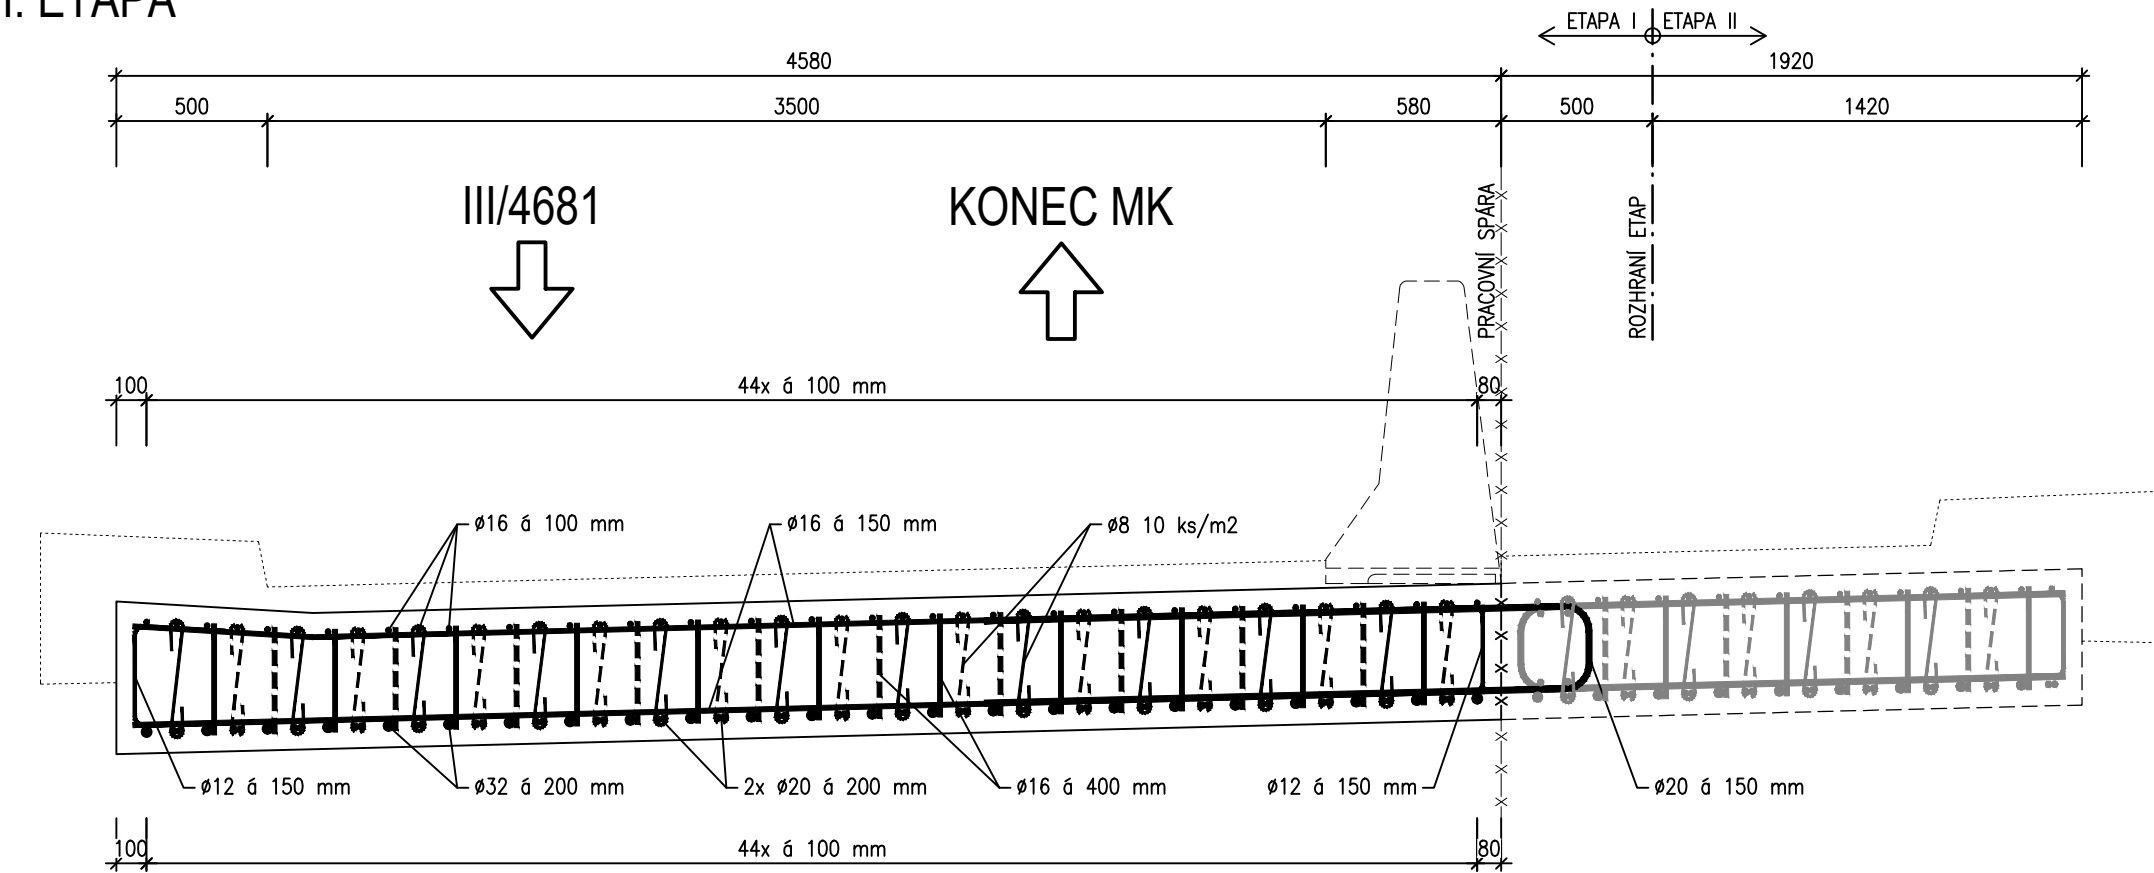 I. ETAPA
ETAPA I ETAPA II
4580 1920
500 3500 580 500 1420
III/4681 KONEC MK
PRACOVNÍ SPÁRA
ROZHRANÍ ETAP
100 44x á 100 mm 80
ø16 á 100 mm ø16 á 150 mm ø8 10 ks/m2
ø12 á 150 mm ø32 á 200 mm 2x ø20 á 200 mm ø16 á 400 mm ø12 á 150 mm ø20 á 150 mm
100 44x á 100 mm 80